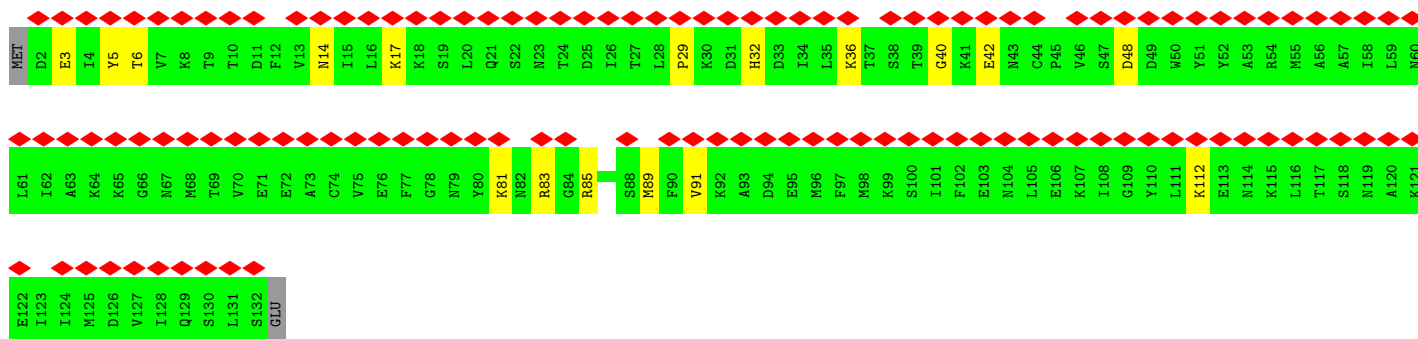 MET D2 E3 I4 Y5 T6 V7 K8 T9 T10 D11 F12 V13 N14 I15 L16 K17 K18 S19 L20 Q21 S22 N23 T24 D25 I26 T27 L28 P29 K30 D31 H32 D33 I34 L35 K36 T37 S38 T39 G40 K41 E42 N43 C44 P45 V46 S47 D48 D49 W50 Y51 Y52 A53 R54 M55 A56 A57 I58 L59 N60
L61 I62 A63 K64 K65 G66 N67 M68 T69 V70 E71 E72 A73 C74 V75 E76 F77 G78 N79 Y80 K81 N82 R83 G84 R85 S88 M89 F90 V91 K92 A93 D94 E95 M96 F97 M98 K99 S100 I101 F102 E103 N104 L105 E106 K107 I108 G109 Y110 L111 K112 E113 N114 K115 L116 T117 S118 N119 A120 K121
E122 I123 I124 M125 D126 V127 I128 Q129 S130 L131 S132 GLU